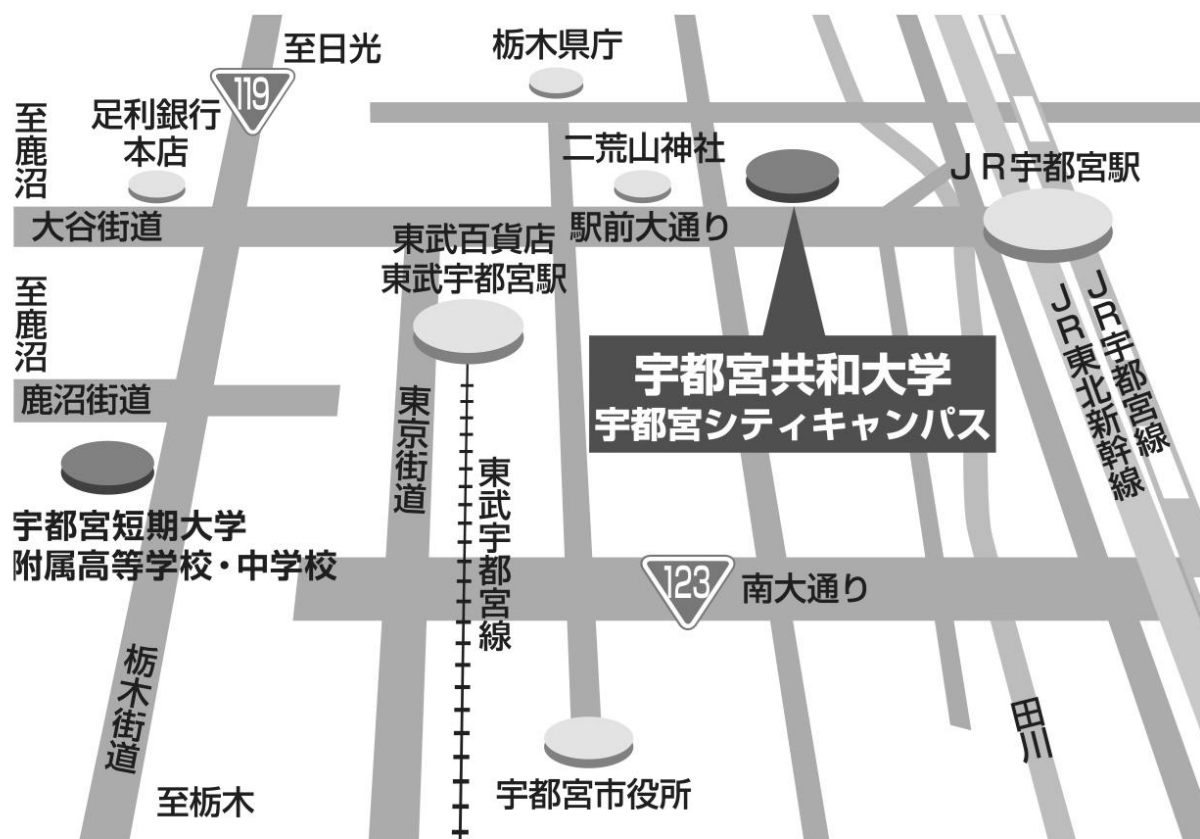 至日光
栃木県庁
119
足利銀行
本店
至鹿沼
二荒山神社
ＪＲ宇都宮駅
大谷街道
駅前大通り
東武百貨店
東武宇都宮駅
至鹿沼
鹿沼街道
宇都宮共和大学
宇都宮シティキャンパス
ＪＲ宇都宮線
ＪＲ東北新幹線
東京街道
東武宇都宮線
宇都宮短期大学
附属高等学校・中学校
123
南大通り
栃木街道
田川
至栃木
宇都宮市役所